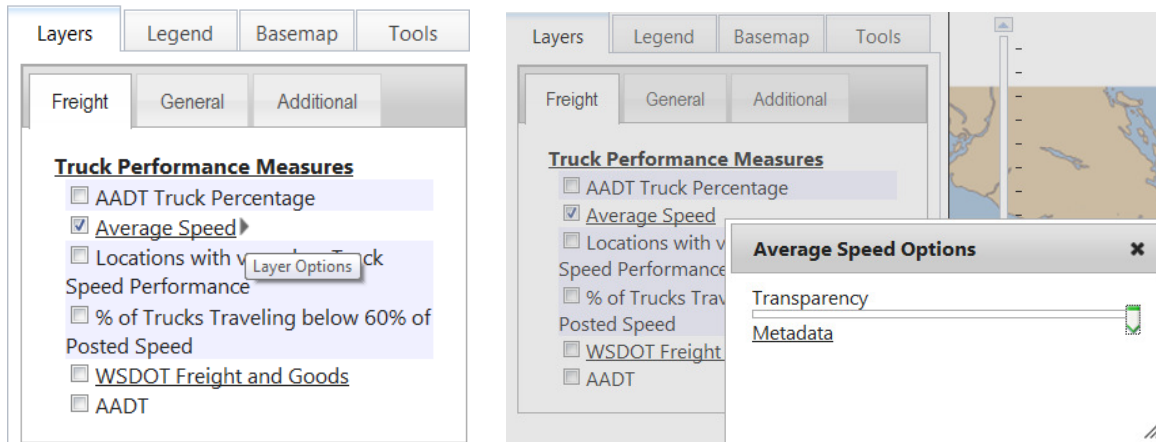 Layers Legend Basemap Tools
Freight General Additional
Truck Performance Measures
AADT Truck Percentage
Average Speed
Locations with v
ck
Layer Options
Speed Performance
% of Trucks Traveling below 60% of
Posted Speed
WSDOT Freight and Goods
AADT
Layers Legend Basemap Tools
Freight General Additional
Truck Performance Measures
AADT Truck Percentage
Average Speed
Locations with v
Speed Performance
% of Trucks Trav
Posted Speed
WSDOT Freight
AADT
Average Speed Options
Transparency
Metadata